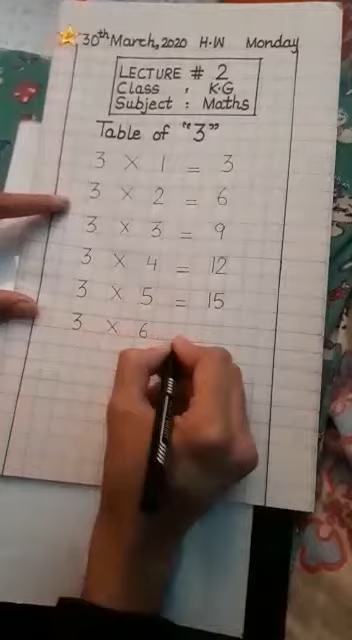 30th March, 2020 H.W Monday
LECTURE # 2
Class , K.G
Subject : Maths
Table of "3"
3 × 1 = 3
3 × 2 = 6
3 × 3 = 9
3 × 4 = 12
3 × 5 = 15
3 × 6